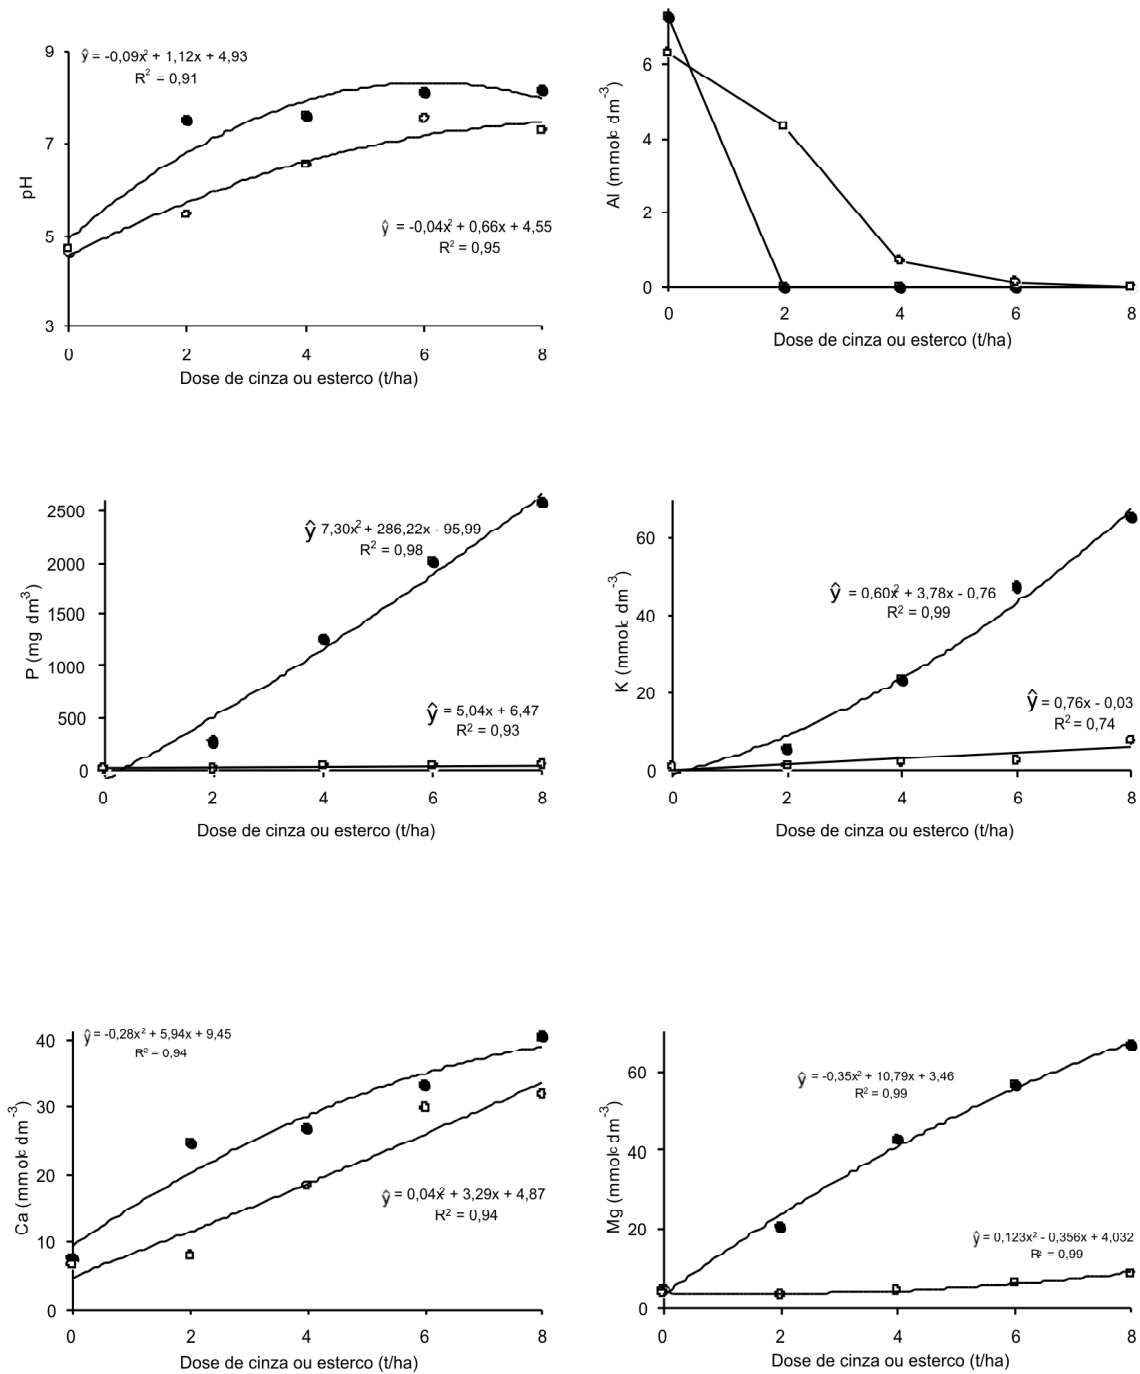 ŷ = -0,09x² + 1,12x + 4,93
R² = 0,91
9
7
5
3
pH
ŷ = -0,04x² + 0,66x + 4,55
R² = 0,95
0 2 4 6 8
Dose de cinza ou esterco (t/ha)
6
4
2
0
Al (mmolc dm⁻³)
0 2 4 6 8
Dose de cinza ou esterco (t/ha)
2500
2000
1500
1000
500
0
P (mg dm³)
ŷ 7,30x² + 286,22x - 95,99
R² = 0,98
ŷ = 5,04x + 6,47
R² = 0,93
0 2 4 6 8
Dose de cinza ou esterco (t/ha)
60
40
20
0
K (mmolc dm⁻³)
ŷ = 0,60x² + 3,78x - 0,76
R² = 0,99
ŷ = 0,76x - 0,03
R² = 0,74
0 2 4 6 8
Dose de cinza ou esterco (t/ha)
ŷ = -0,28x² + 5,94x + 9,45
R² = 0,94
40
30
20
10
0
Ca (mmolc dm⁻³)
ŷ = 0,04x² + 3,29x + 4,87
R² = 0,94
0 2 4 6 8
Dose de cinza ou esterco (t/ha)
60
40
20
0
Mg (mmolc dm⁻³)
ŷ = -0,35x² + 10,79x + 3,46
R² = 0,99
ŷ = 0,123x² - 0,356x + 4,032
R² = 0,99
0 2 4 6 8
Dose de cinza ou esterco (t/ha)